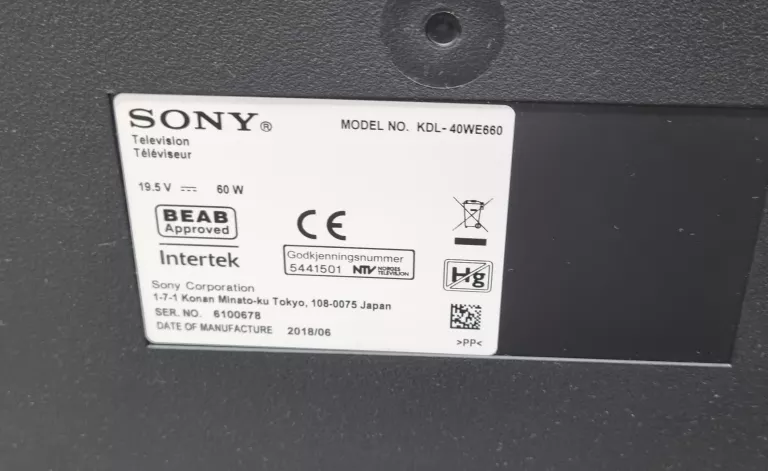 SONY®
MODEL NO. KDL-40WE660
Television
Téléviseur
19.5 V ⎓ 60 W
BEAB
Approved
CE
Intertek
Godkjenningsnummer
5441501 NTV NORGES TELEVISJON
Hg
Sony Corporation
1-7-1 Konan Minato-ku Tokyo, 108-0075 Japan
SER. NO. 6100678
DATE OF MANUFACTURE 2018/06
>PP<